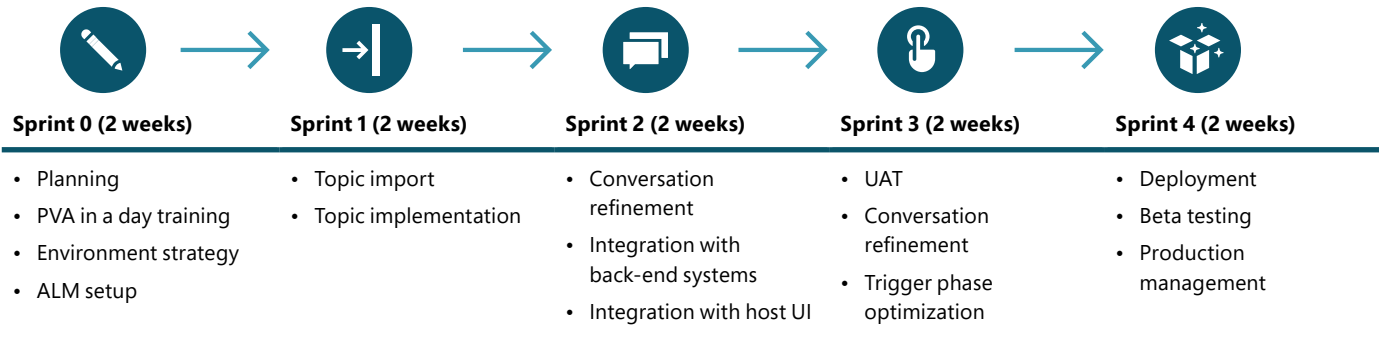 Sprint 0 (2 weeks)
• Planning
• PVA in a day training
• Environment strategy
• ALM setup
Sprint 1 (2 weeks)
• Topic import
• Topic implementation
Sprint 2 (2 weeks)
• Conversation
refinement
• Integration with
back-end systems
• Integration with host UI
Sprint 3 (2 weeks)
• UAT
• Conversation
refinement
• Trigger phase
optimization
Sprint 4 (2 weeks)
• Deployment
• Beta testing
• Production
management